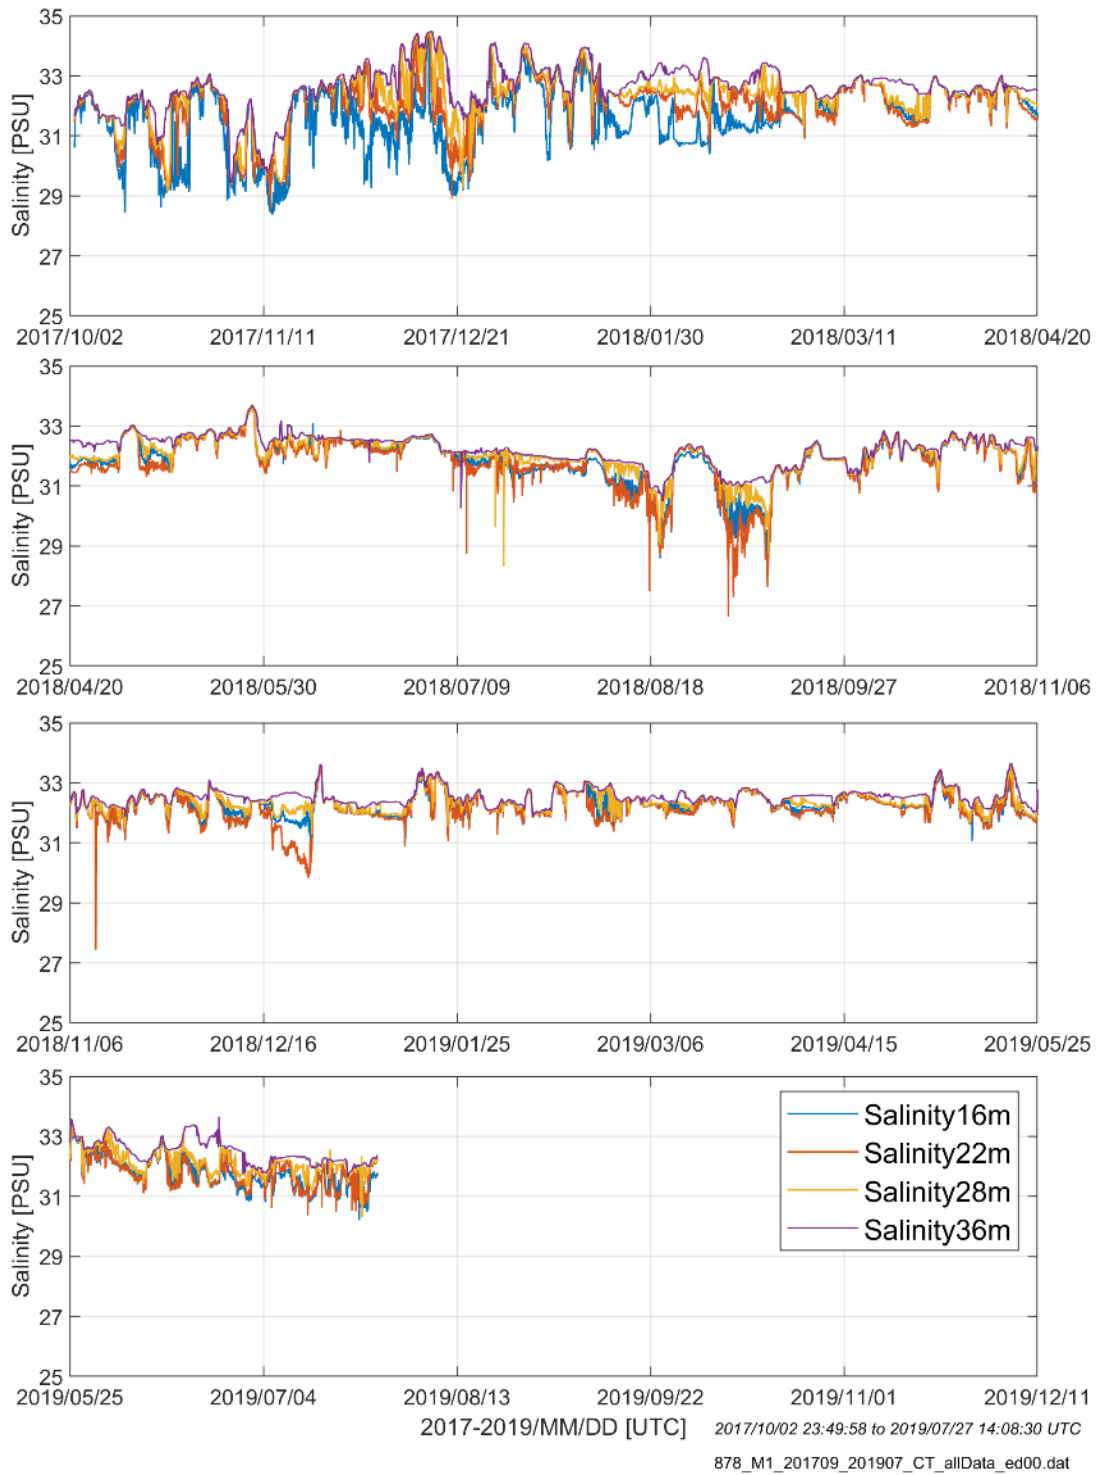 35
33
31
29
27
25
Salinity [PSU]
2017/10/02 2017/11/11 2017/12/21 2018/01/30 2018/03/11 2018/04/20
35
33
31
29
27
25
Salinity [PSU]
2018/04/20 2018/05/30 2018/07/09 2018/08/18 2018/09/27 2018/11/06
35
33
31
29
27
25
Salinity [PSU]
2018/11/06 2018/12/16 2019/01/25 2019/03/06 2019/04/15 2019/05/25
35
33
31
29
27
25
Salinity [PSU]
Salinity16m
Salinity22m
Salinity28m
Salinity36m
2019/05/25 2019/07/04 2019/08/13 2019/09/22 2019/11/01 2019/12/11
2017-2019/MM/DD [UTC]
2017/10/02 23:49:58 to 2019/07/27 14:08:30 UTC
878_M1_201709_201907_CT_allData_ed00.dat